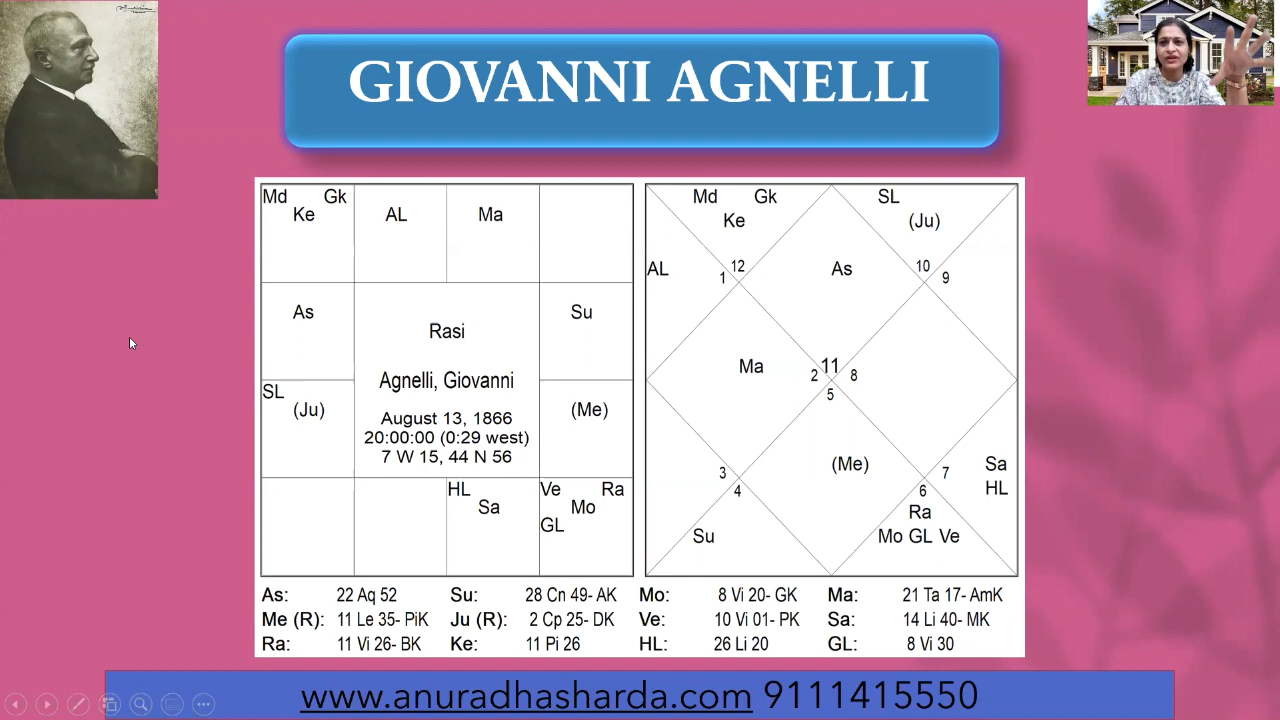 GIOVANNI AGNELLI
Md Gk
Ke
AL
Ma
As
Su
Rasi
Agnelli, Giovanni
August 13, 1866
20:00:00 (0:29 west)
7 W 15, 44 N 56
SL
(Ju)
(Me)
HL
Sa
Ve Ra
Mo
GL
Md Gk
Ke
SL
(Ju)
AL
12
1
As
10
9
Ma
11
2 8
5
3
4
(Me)
7
6
Sa
HL
Su
Ra
Mo GL Ve
As: 22 Aq 52 Su: 28 Cn 49- AK Mo: 8 Vi 20- GK Ma: 21 Ta 17- AmK
Me (R): 11 Le 35- PiK Ju (R): 2 Cp 25- DK Ve: 10 Vi 01- PK Sa: 14 Li 40- MK
Ra: 11 Vi 26- BK Ke: 11 Pi 26 HL: 26 Li 20 GL: 8 Vi 30
www.anuradhasharda.com 9111415550